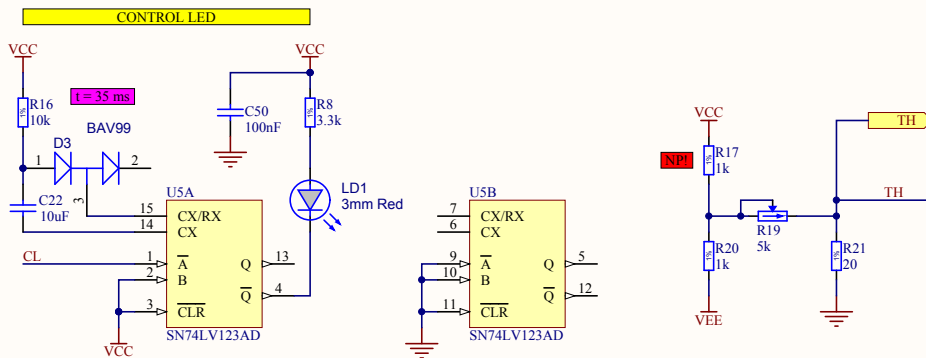 CONTROL LED
VCC
R16
1%
10k
t = 35 ms
D3
BAV99
1
2
3
C22
10uF
VCC
C50
100nF
R8
1%
3.3k
LD1
3mm Red
U5A
15 CX/RX
14 CX
CL
1 A Q 13
2 B
Q 4
3 CLR
SN74LV123AD
VCC
U5B
7 CX/RX
6 CX
9 A Q 5
10 B
Q 12
11 CLR
SN74LV123AD
VCC
NP!
R17
1%
1k
R19
5k
R20
1%
1k
VEE
TH
TH
R21
1%
20